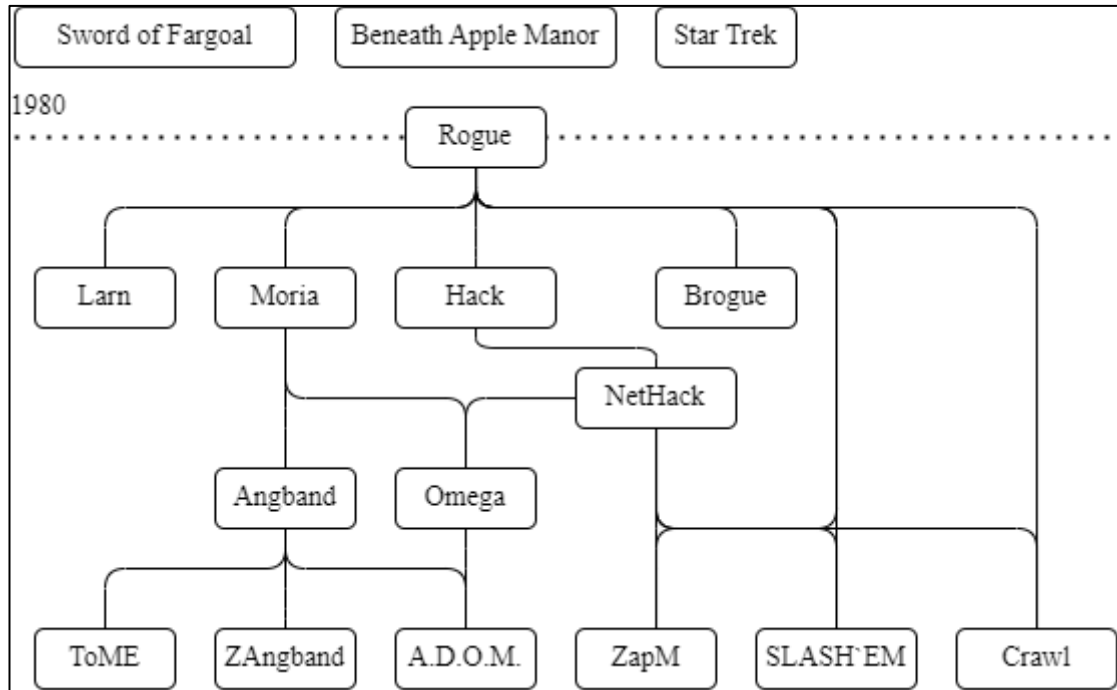 Sword of Fargoal
Beneath Apple Manor
Star Trek
1980
Rogue
Larn
Moria
Hack
Brogue
NetHack
Angband
Omega
ToME
ZAngband
A.D.O.M.
ZapM
SLASH`EM
Crawl